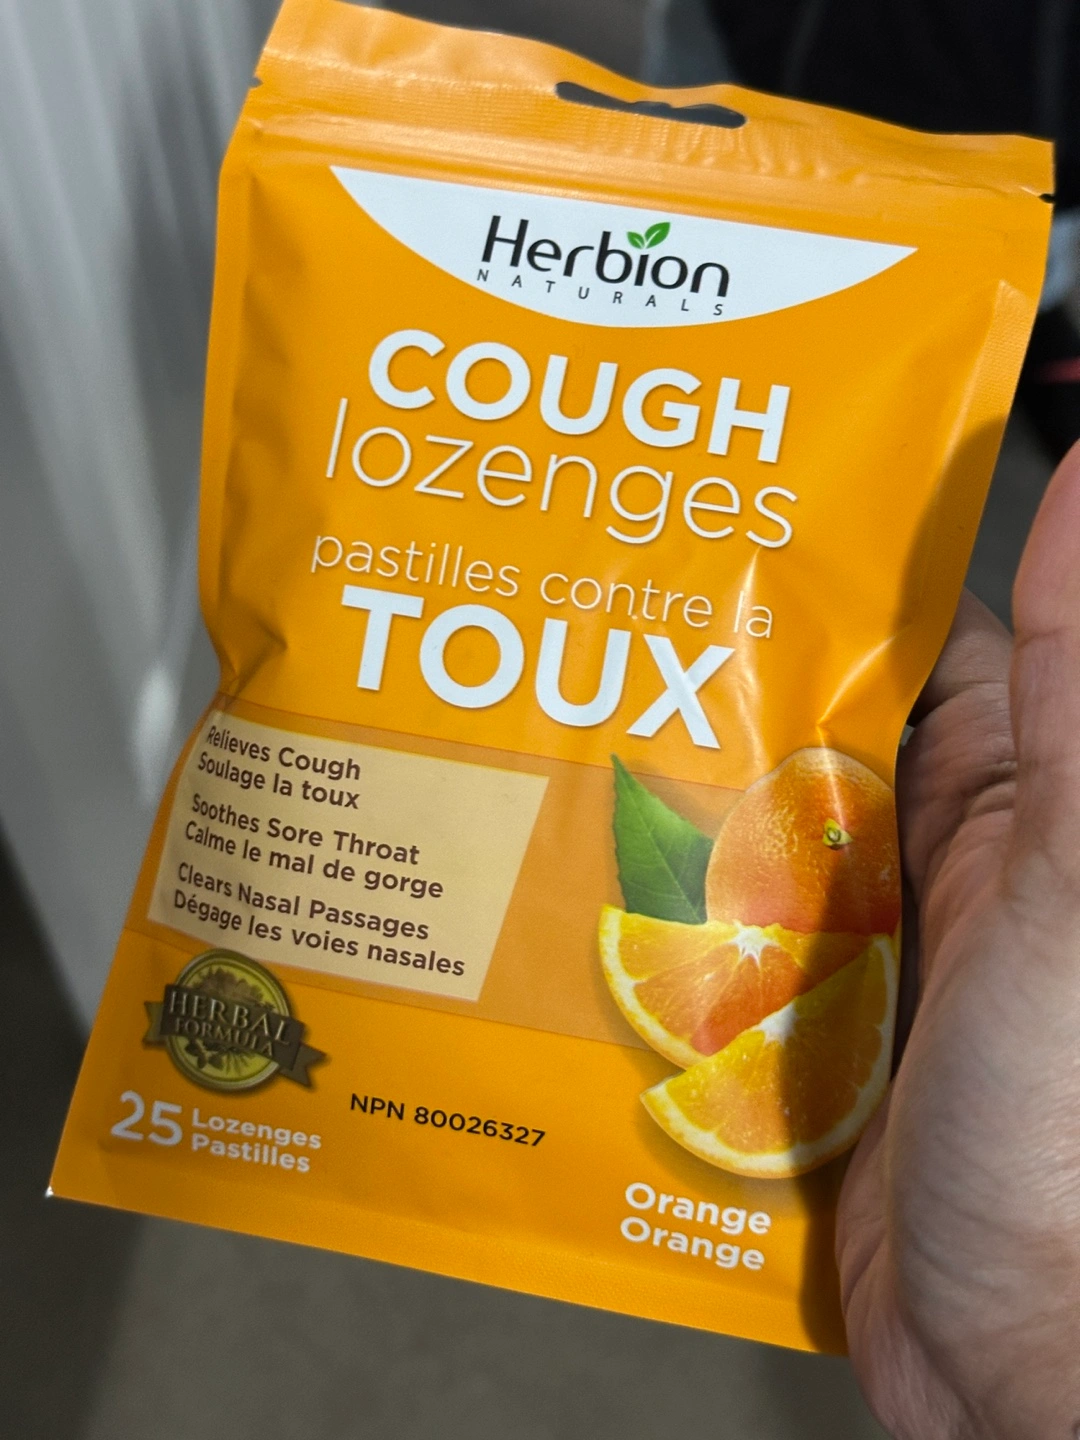 Herbion
NATURALS
COUGH
lozenges
pastilles contre la
TOUX
Relieves Cough
Soulage la toux
Soothes Sore Throat
Calme le mal de gorge
Clears Nasal Passages
Dégage les voies nasales
HERBAL
FORMULA
25 Lozenges
Pastilles
NPN 80026327
Orange
Orange